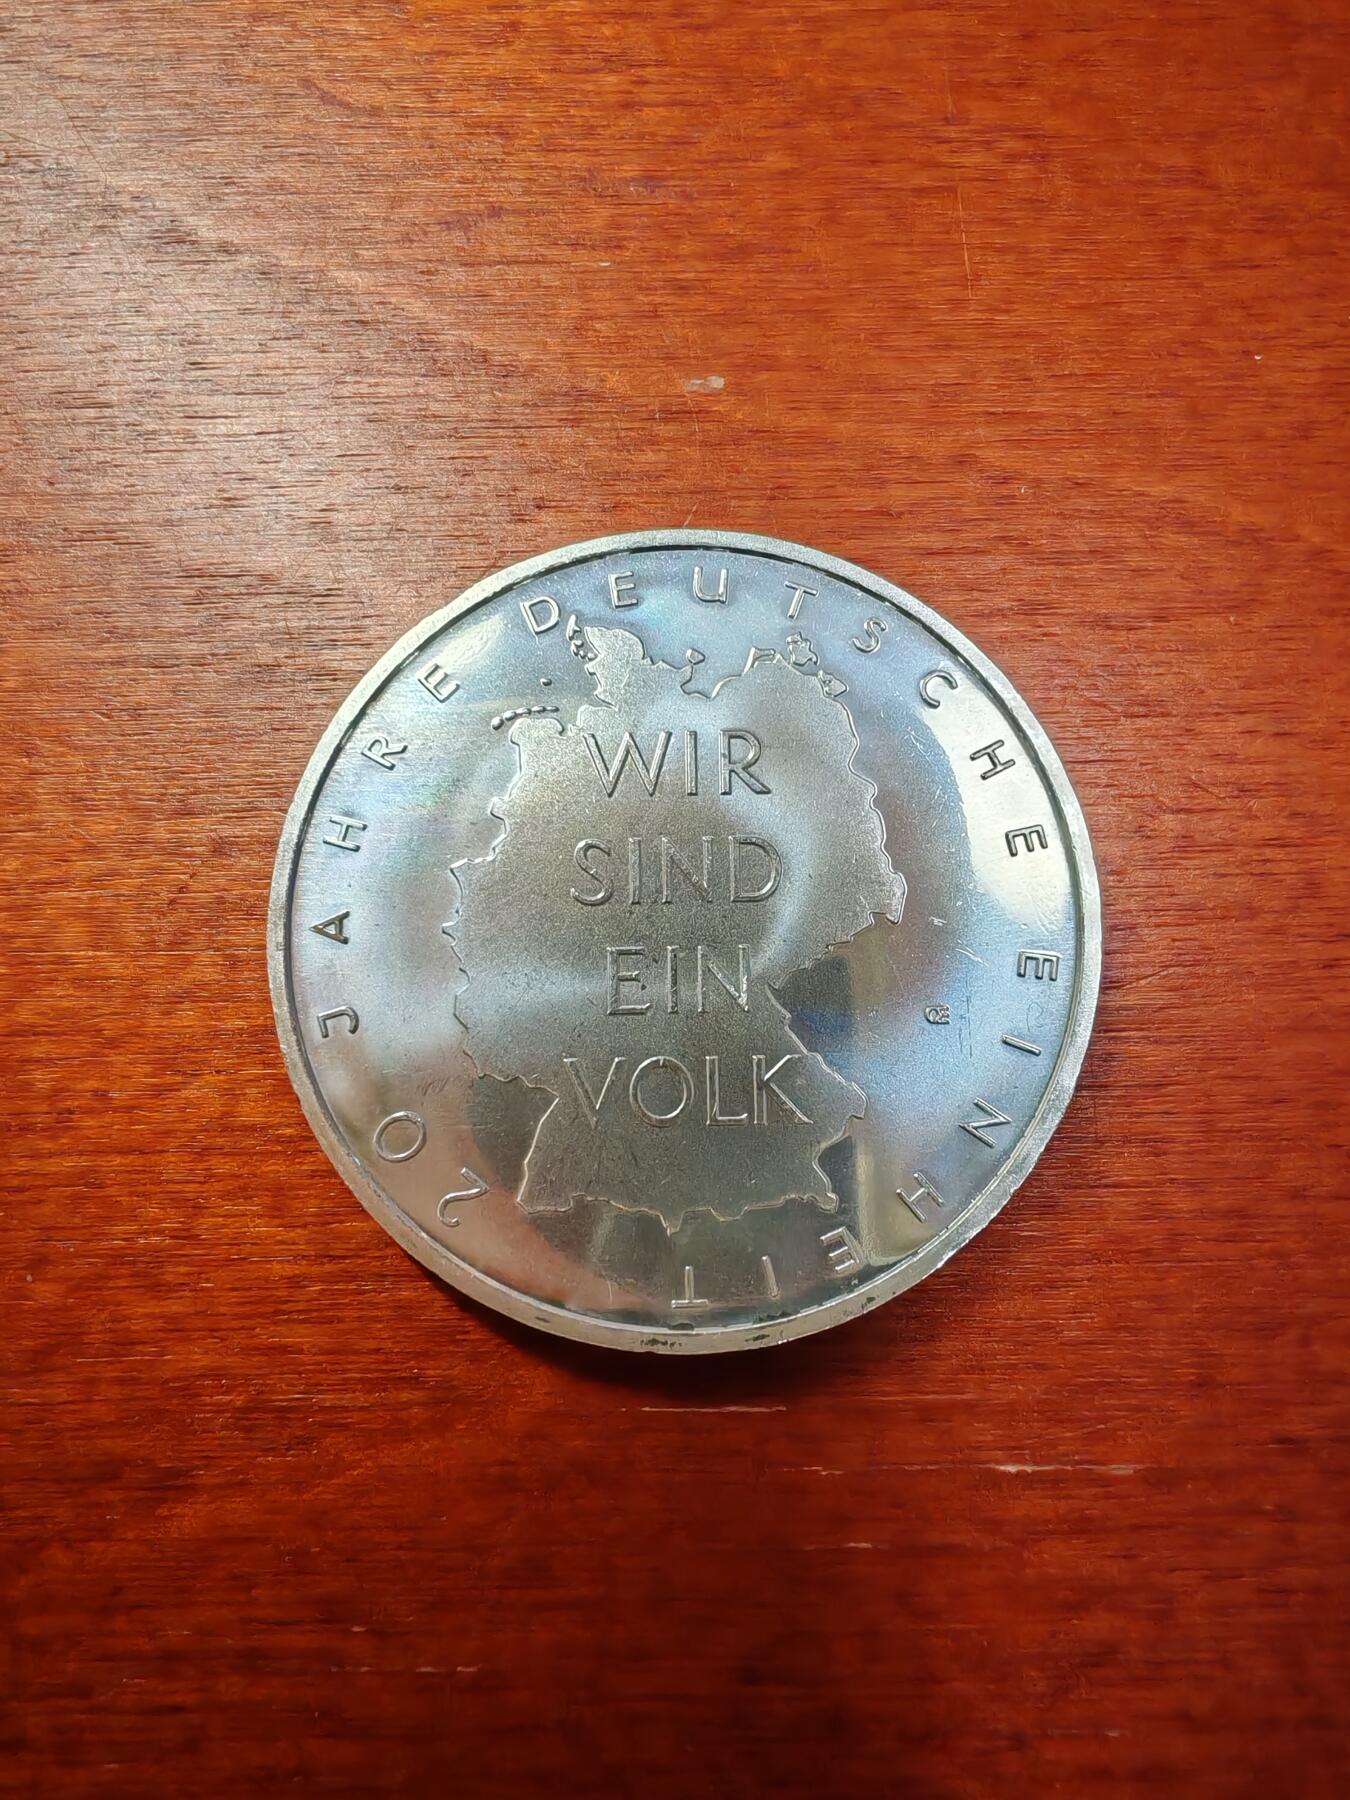 20 JAHRE DEUTSCHE EINHEIT
WIR
SIND
EIN
VOLK